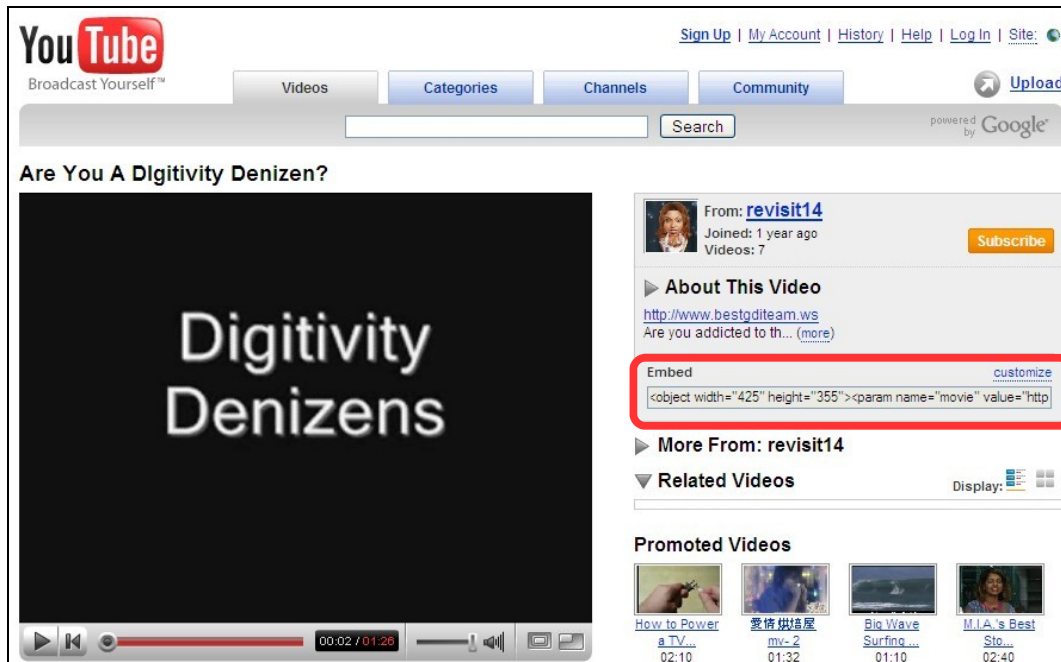 You Tube
Broadcast Yourself™
Sign Up | My Account | History | Help | Log In | Site:
Videos
Categories
Channels
Community
Upload
Search
powered by Google
Are You A DIgitivity Denizen?
Digitivity
Denizens
00:02 / 01:26
From: revisit14
Joined: 1 year ago
Videos: 7
Subscribe
About This Video
http://www.bestgditeam.ws
Are you addicted to th... (more)
Embed
customize
<object width="425" height="355"><param name="movie" value="http
More From: revisit14
Related Videos
Display:
Promoted Videos
How to Power
a TV...
02:10
愛情烘焙屋
mv- 2
01:32
Big Wave
Surfing ...
01:10
M.I.A.'s Best
Sto...
02:40